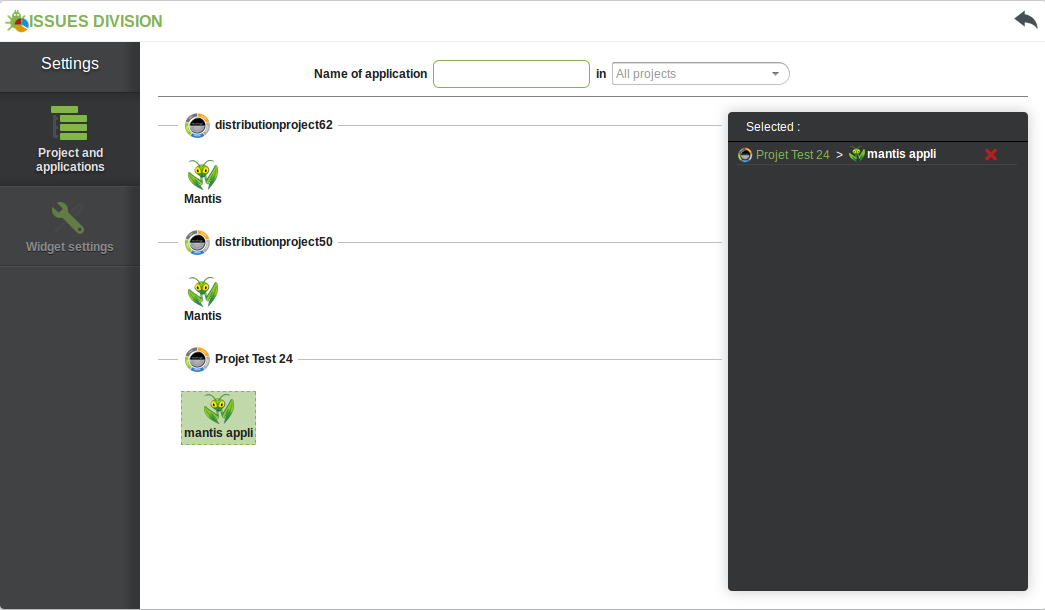 ISSUES DIVISION
Settings
Project and
applications
Widget settings
Name of application in All projects
distributionproject62
Mantis
distributionproject50
Mantis
Projet Test 24
mantis appli
Selected :
Projet Test 24 > mantis appli